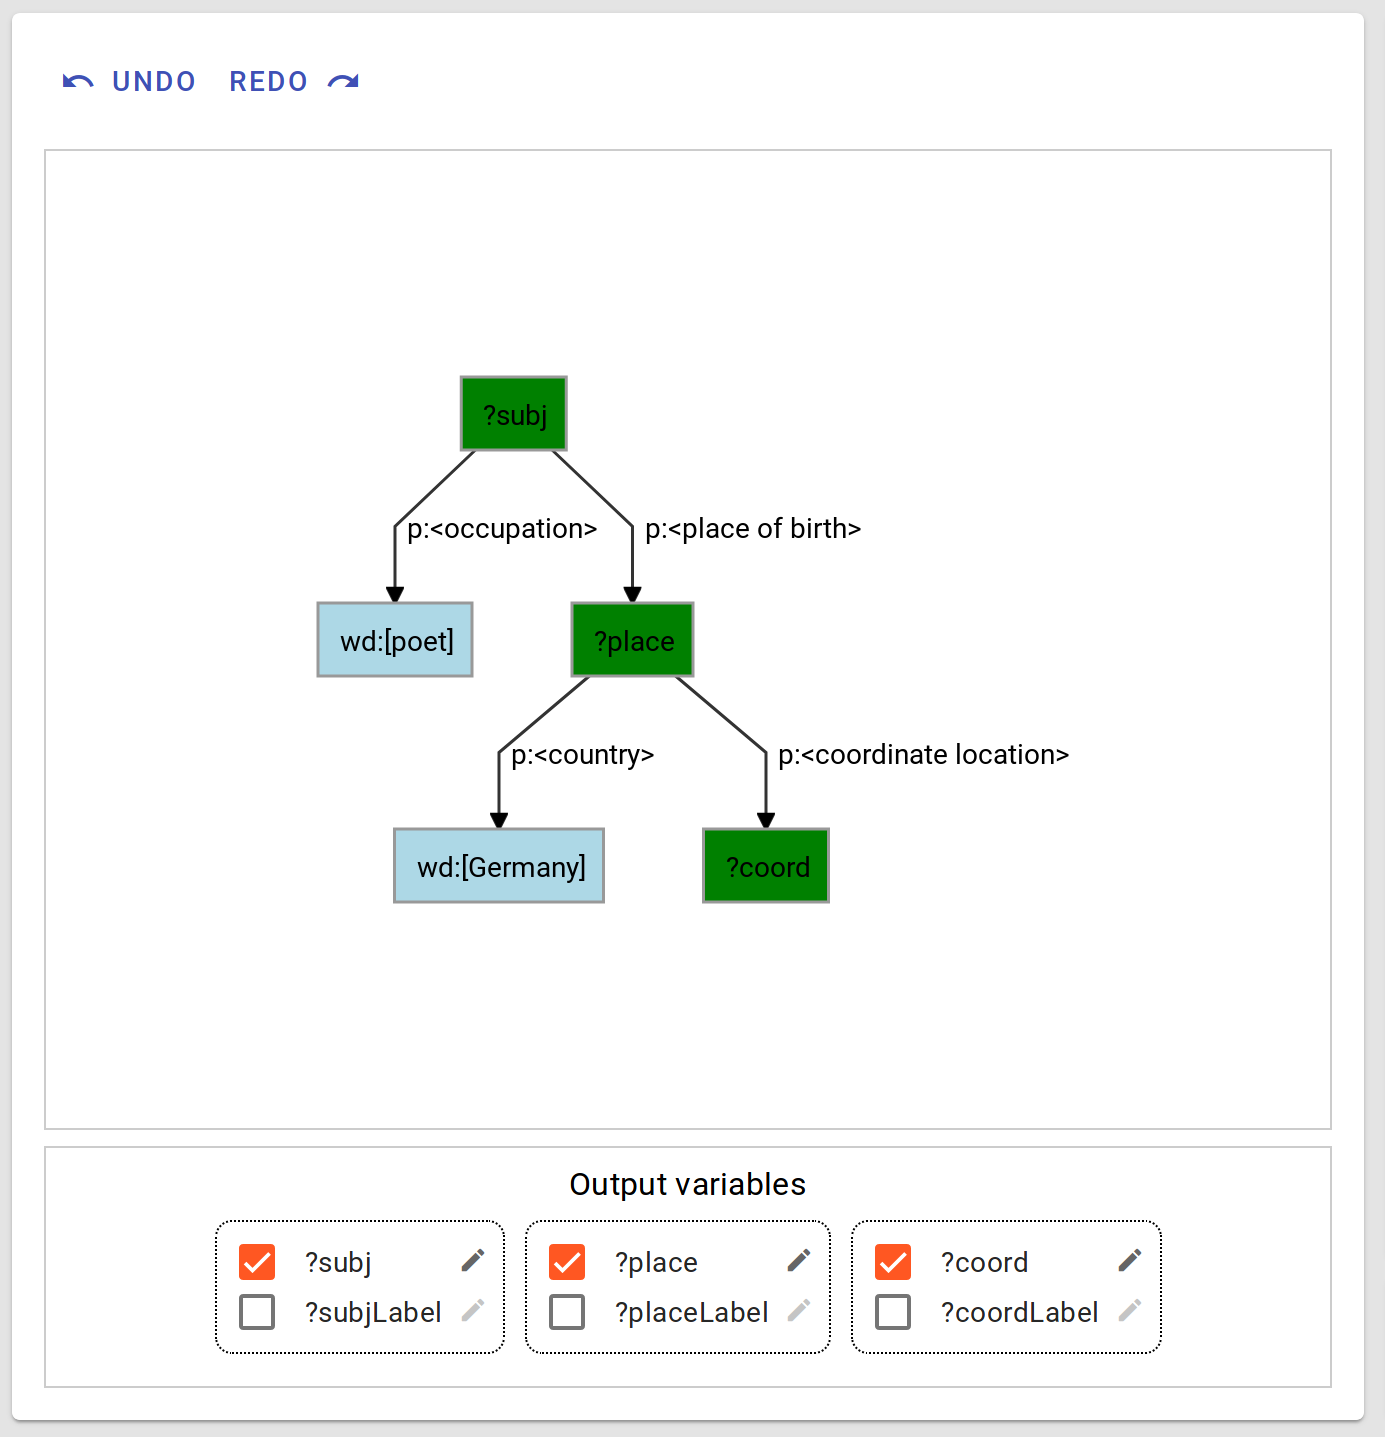 UNDO REDO
?subj
p:<occupation> p:<place of birth>
wd:[poet] ?place
p:<country> p:<coordinate location>
wd:[Germany] ?coord
Output variables
?subj ?place ?coord
?subjLabel ?placeLabel ?coordLabel